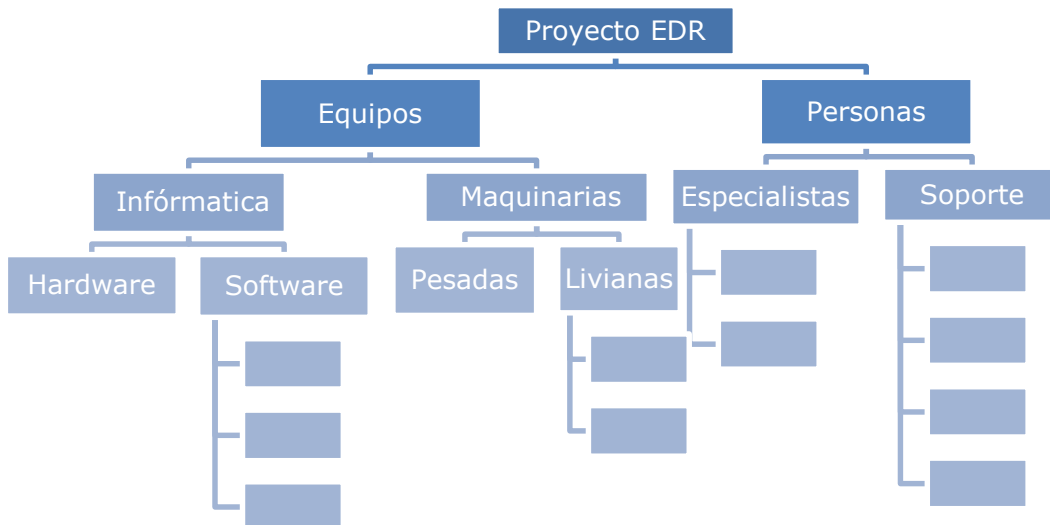 Proyecto EDR
Equipos
Personas
Infórmatica
Maquinarias
Especialistas
Soporte
Hardware
Software
Pesadas
Livianas